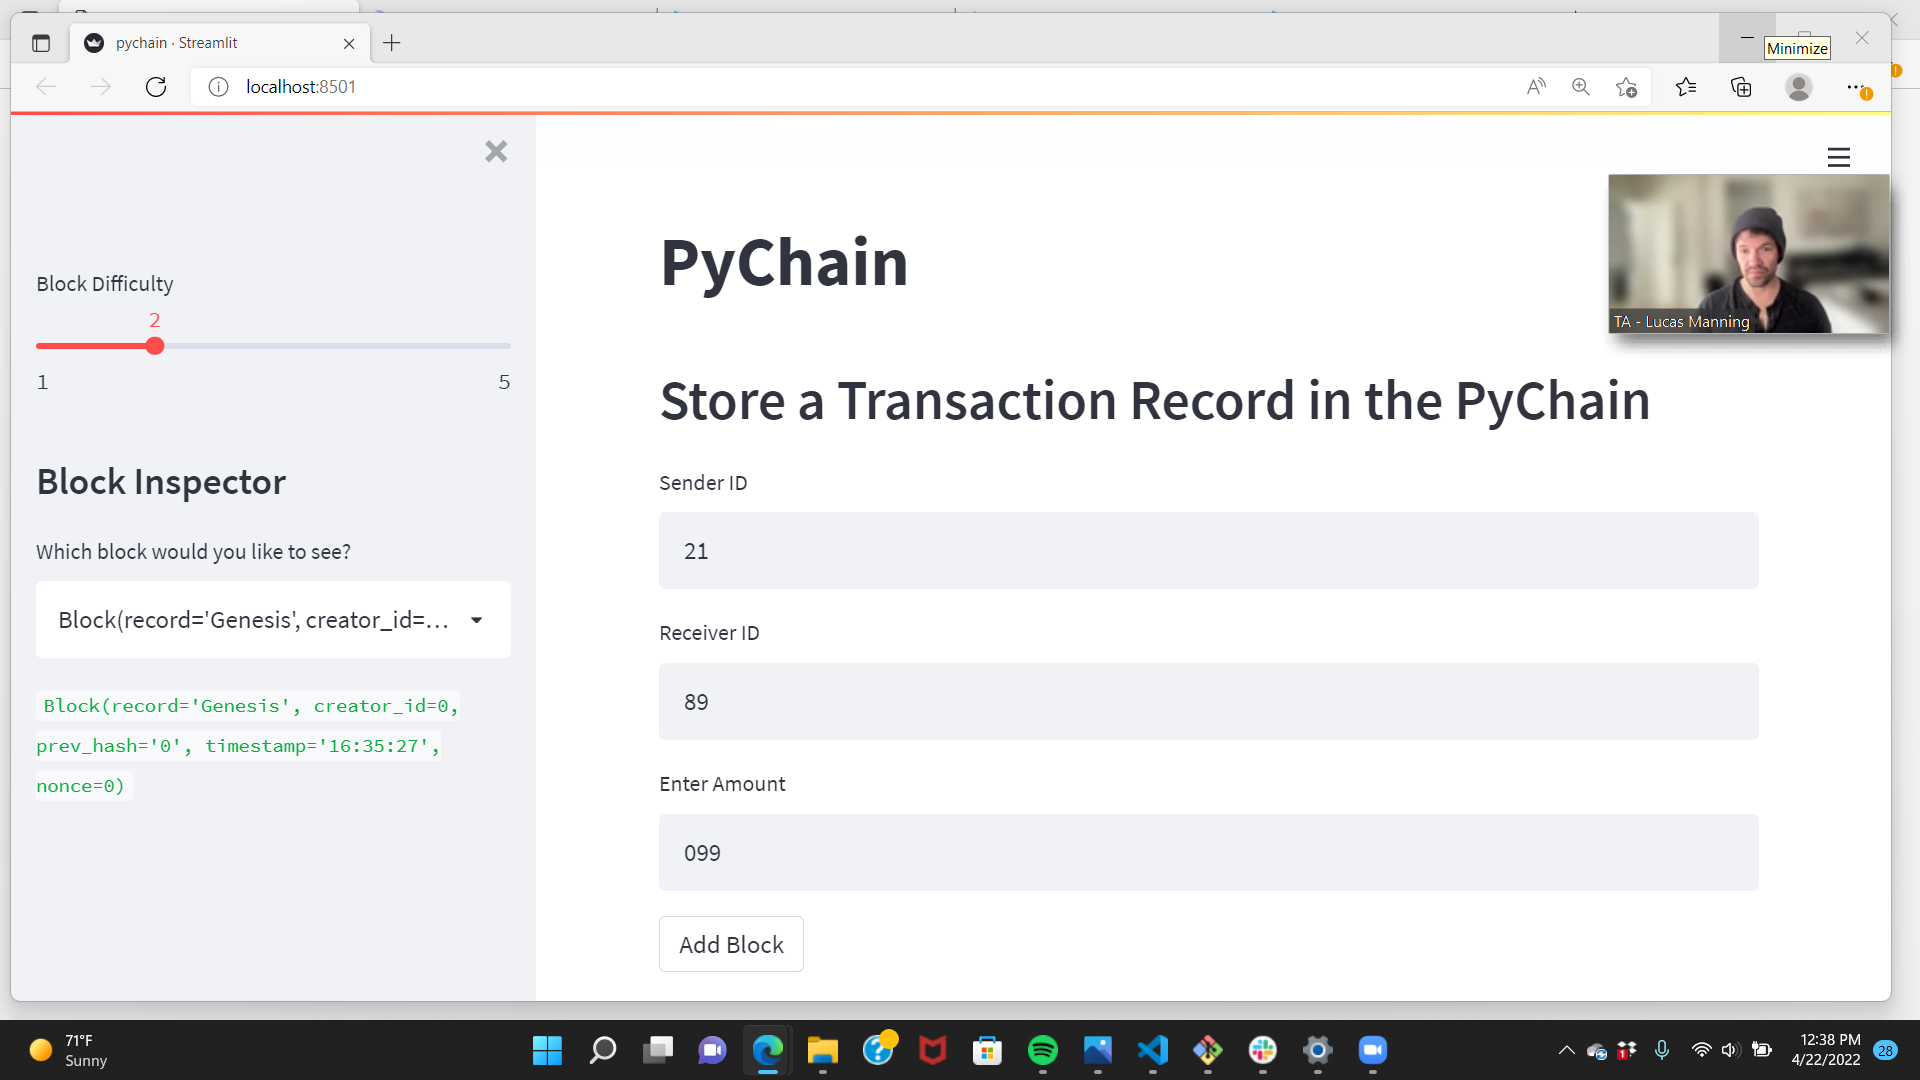 pychain · Streamlit
Minimize
localhost:8501
Block Difficulty
2
1
5
Block Inspector
Which block would you like to see?
Block(record='Genesis', creator_id=...
Block(record='Genesis', creator_id=0,
prev_hash='0', timestamp='16:35:27',
nonce=0)
PyChain
TA - Lucas Manning
Store a Transaction Record in the PyChain
Sender ID
21
Receiver ID
89
Enter Amount
099
Add Block
71°F
Sunny
1
12:38 PM
4/22/2022
28